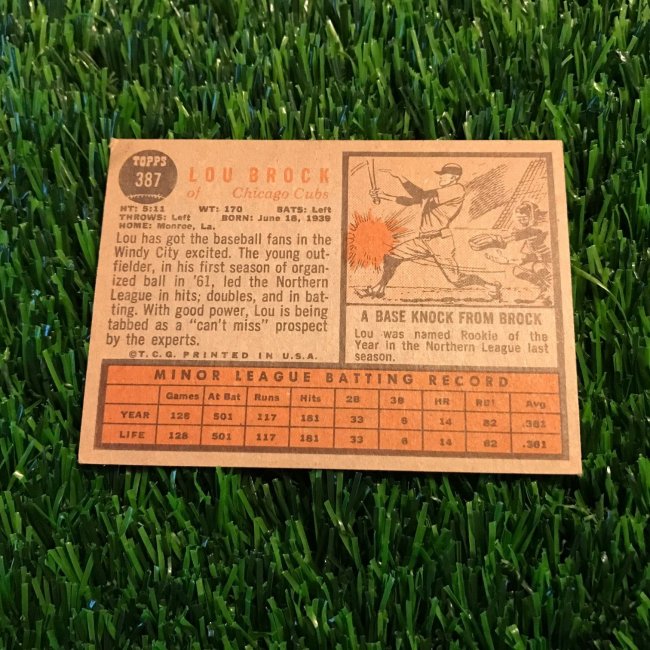 TOPPS
387
LOU BROCK
of Chicago Cubs
HT: 5:11 WT: 170 BATS: Left
THROWS: Left BORN: June 18, 1939
HOME: Monroe, La.
Lou has got the baseball fans in the
Windy City excited. The young out-
fielder, in his first season of organ-
ized ball in '61, led the Northern
League in hits; doubles, and in bat-
ting. With good power, Lou is being
tabbed as a "can't miss" prospect
by the experts.
©T.C.G. PRINTED IN U.S.A.
A BASE KNOCK FROM BROCK
Lou was named Rookie of the
Year in the Northern League last
season.
MINOR LEAGUE BATTING RECORD
Games At Bat Runs Hits 2B 3B HR RBI Avg.
YEAR 128 501 117 181 33 6 14 82 .361
LIFE 128 501 117 181 33 6 14 82 .361